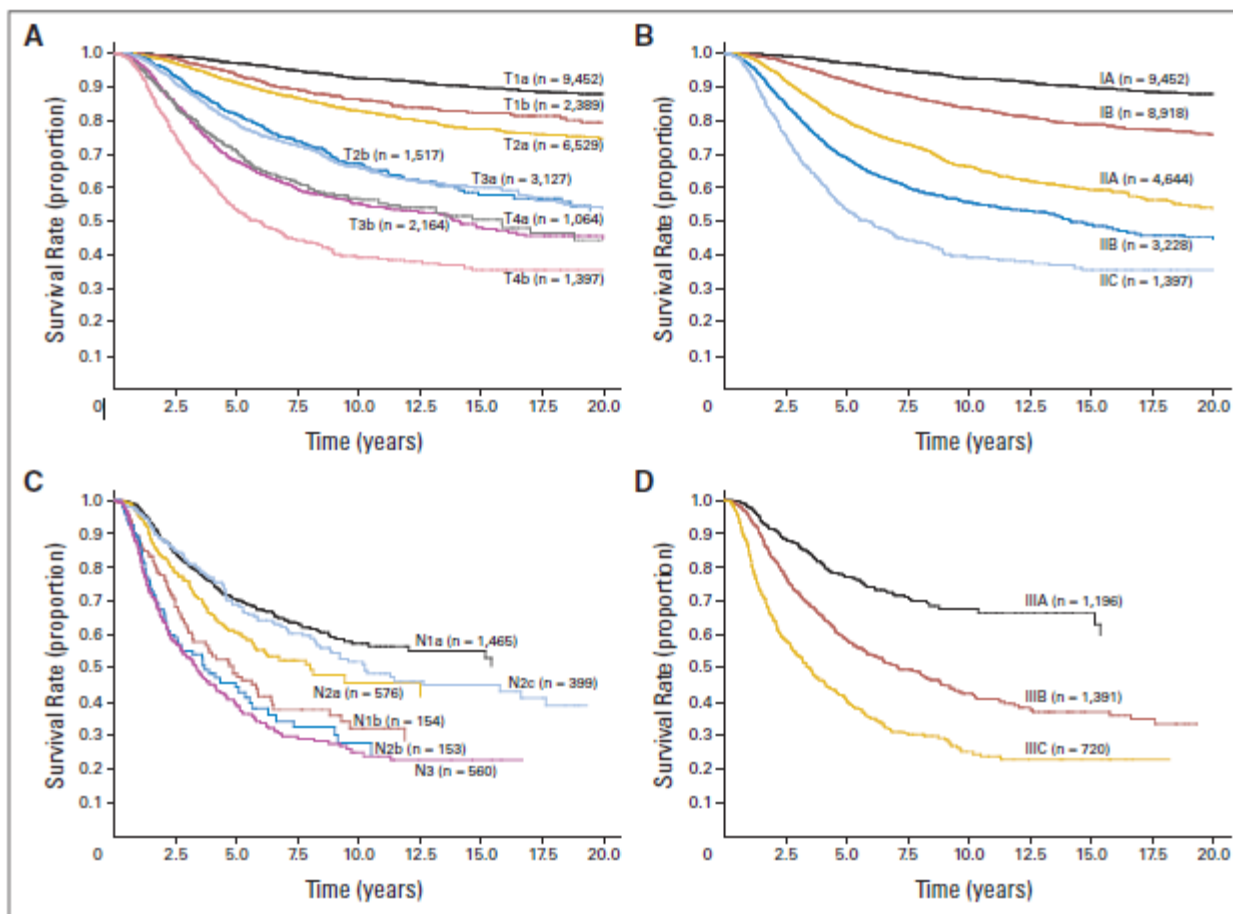 A
Survival Rate (proportion)
1.0
0.9
0.8
0.7
0.6
0.5
0.4
0.3
0.2
0.1
0
T1a (n = 9,452)
T1b (n = 2,389)
T2a (n = 6,529)
T2b (n = 1,517)
T3a (n = 3,127)
T4a (n = 1,064)
T3b (n = 2,164)
T4b (n = 1,397)
2.5 5.0 7.5 10.0 12.5 15.0 17.5 20.0
Time (years)
B
Survival Rate (proportion)
1.0
0.9
0.8
0.7
0.6
0.5
0.4
0.3
0.2
0.1
0
IA (n = 9,452)
IB (n = 8,918)
IIA (n = 4,644)
IIB (n = 3,228)
IIC (n = 1,397)
2.5 5.0 7.5 10.0 12.5 15.0 17.5 20.0
Time (years)
C
Survival Rate (proportion)
1.0
0.9
0.8
0.7
0.6
0.5
0.4
0.3
0.2
0.1
0
N1a (n = 1,465)
N2c (n = 399)
N2a (n = 576)
N1b (n = 154)
N2b (n = 153)
N3 (n = 560)
2.5 5.0 7.5 10.0 12.5 15.0 17.5 20.0
Time (years)
D
Survival Rate (proportion)
1.0
0.9
0.8
0.7
0.6
0.5
0.4
0.3
0.2
0.1
0
IIIA (n = 1,196)
IIIB (n = 1,391)
IIIC (n = 720)
2.5 5.0 7.5 10.0 12.5 15.0 17.5 20.0
Time (years)